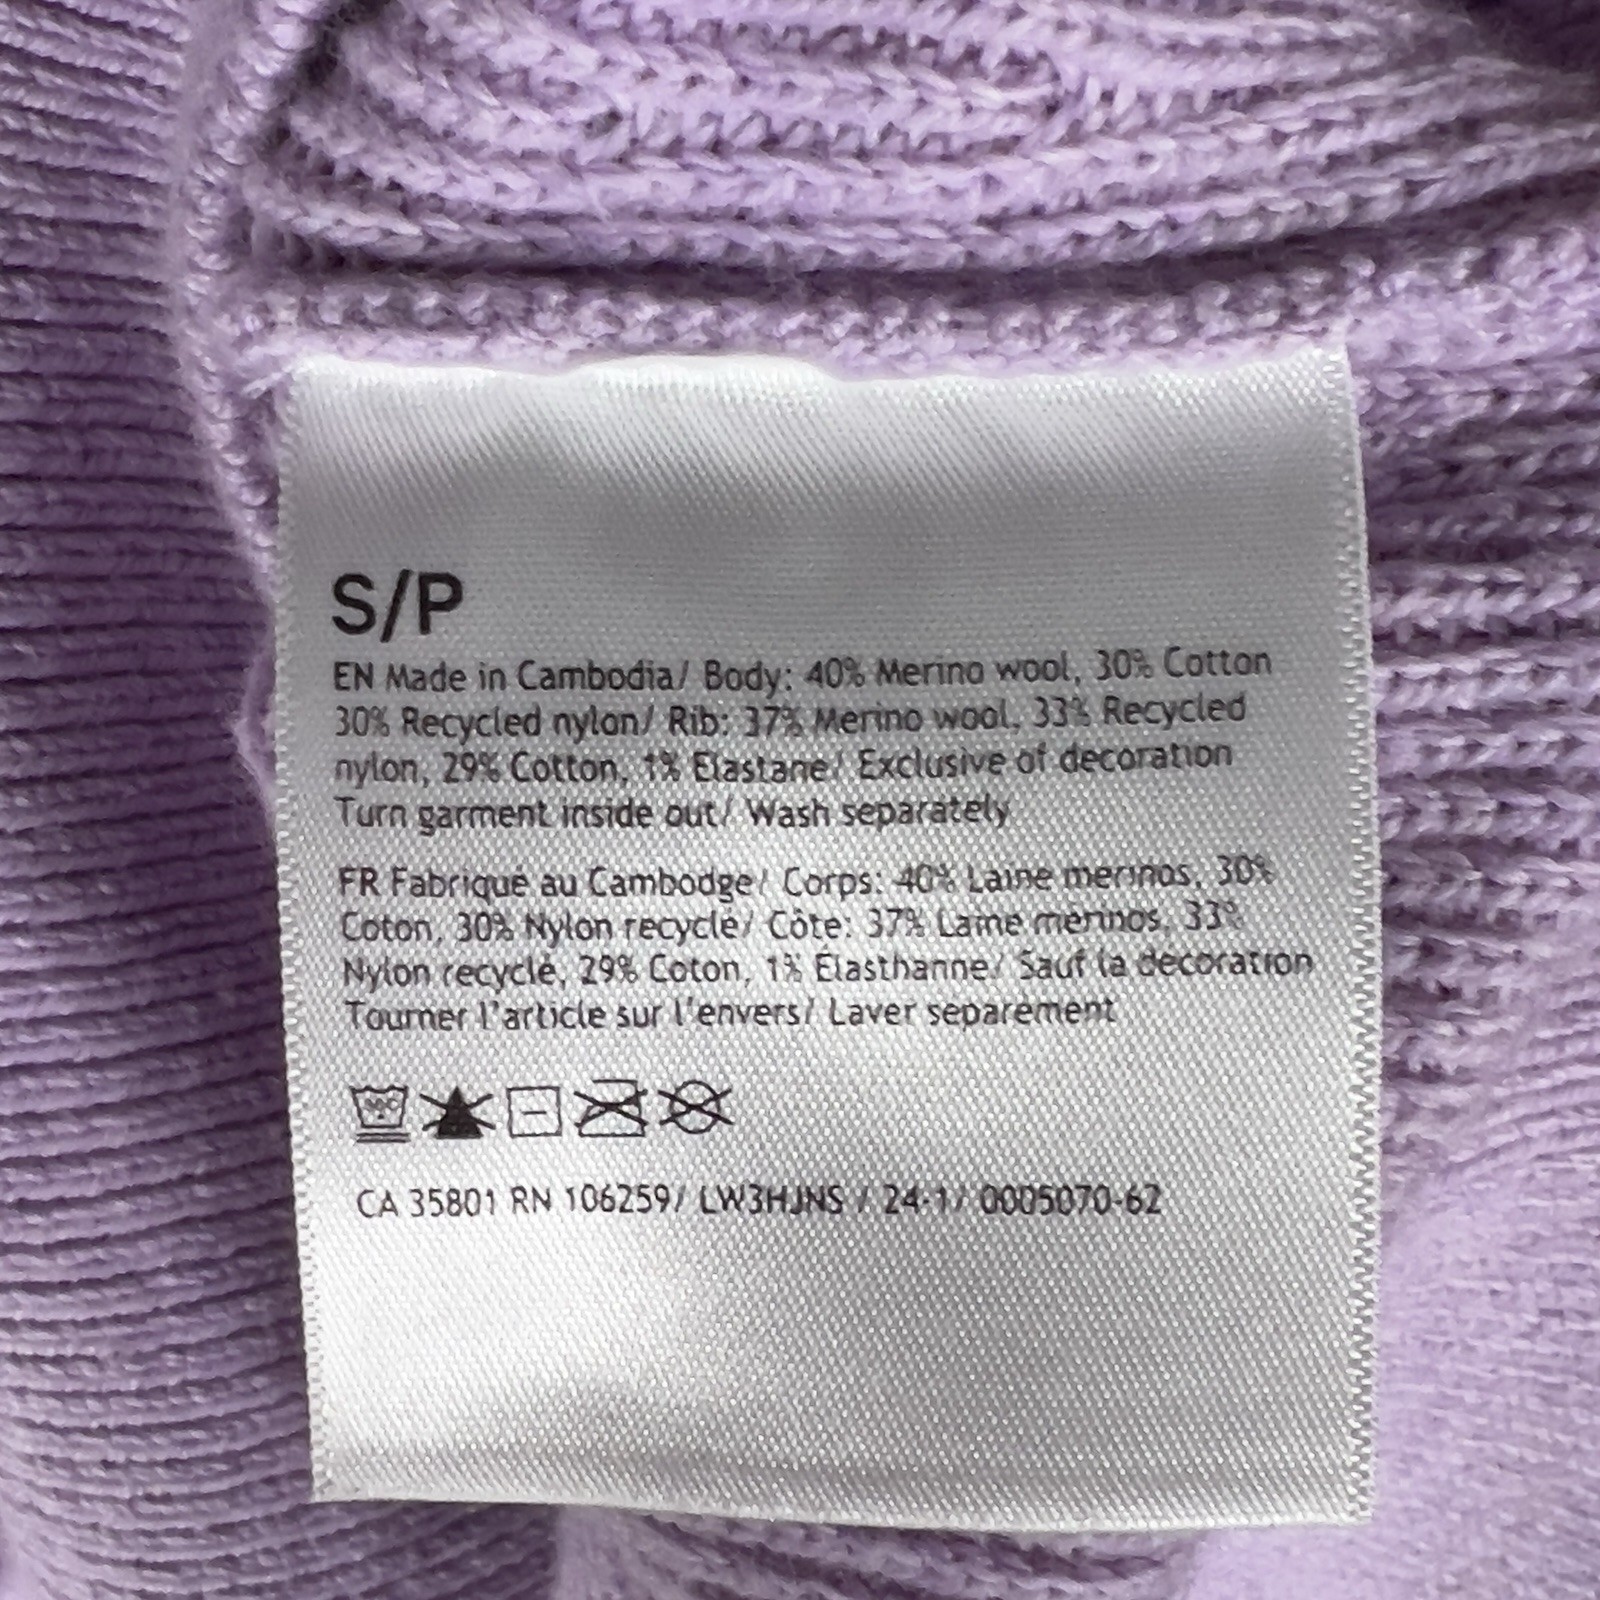 S/P
EN Made in Cambodia/ Body: 40% Merino wool, 30% Cotton
30% Recycled nylon/ Rib: 37% Merino wool, 33% Recycled
nylon, 29% Cotton, 1% Elastane/ Exclusive of decoration
Turn garment inside out/ Wash separately
FR Fabriqué au Cambodge/ Corps: 40% Laine merinos, 30%
Coton, 30% Nylon recyclé/ Côte: 37% Laine merinos, 33%
Nylon recyclé, 29% Coton, 1% Élasthanne/ Sauf la décoration
Tourner l'article sur l'envers/ Laver séparément
30°C
CA 35801 RN 106259/ LW3HJNS / 24-1/ 0005070-62